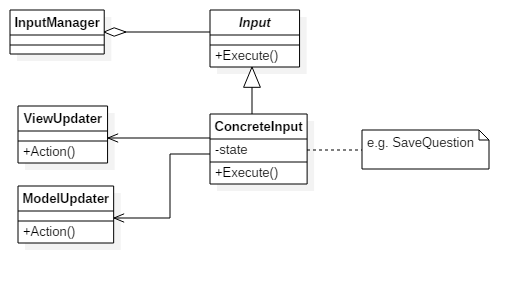 InputManager
Input
+Execute()
ViewUpdater
+Action()
ConcreteInput
-state
+Execute()
e.g. SaveQuestion
ModelUpdater
+Action()